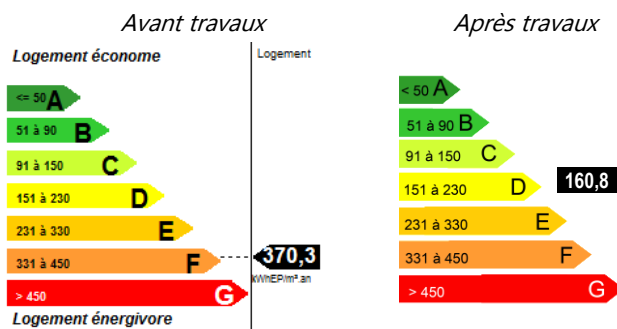 Avant travaux
Logement économe
Logement
<= 50 A
51 à 90 B
91 à 150 C
151 à 230 D
231 à 330 E
331 à 450 F
370,3
kWhEP/m².an
> 450 G
Logement énergivore
Après travaux
< 50 A
51 à 90 B
91 à 150 C
151 à 230 D
160,8
231 à 330 E
331 à 450 F
> 450 G